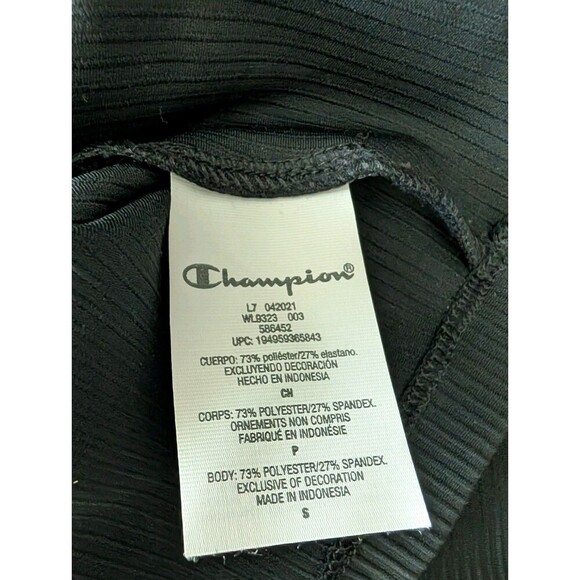 Champion®
L7 042021
WL9323 003
586452
UPC: 194959365843
CUERPO: 73% poliéster/27% elastano.
EXCLUYENDO DECORACIÓN
HECHO EN INDONESIA
CH
CORPS: 73% POLYESTER/27% SPANDEX.
ORNEMENTS NON COMPRIS
FABRIQUÉ EN INDONÉSIE
P
BODY: 73% POLYESTER/27% SPANDEX.
EXCLUSIVE OF DECORATION
MADE IN INDONESIA
S